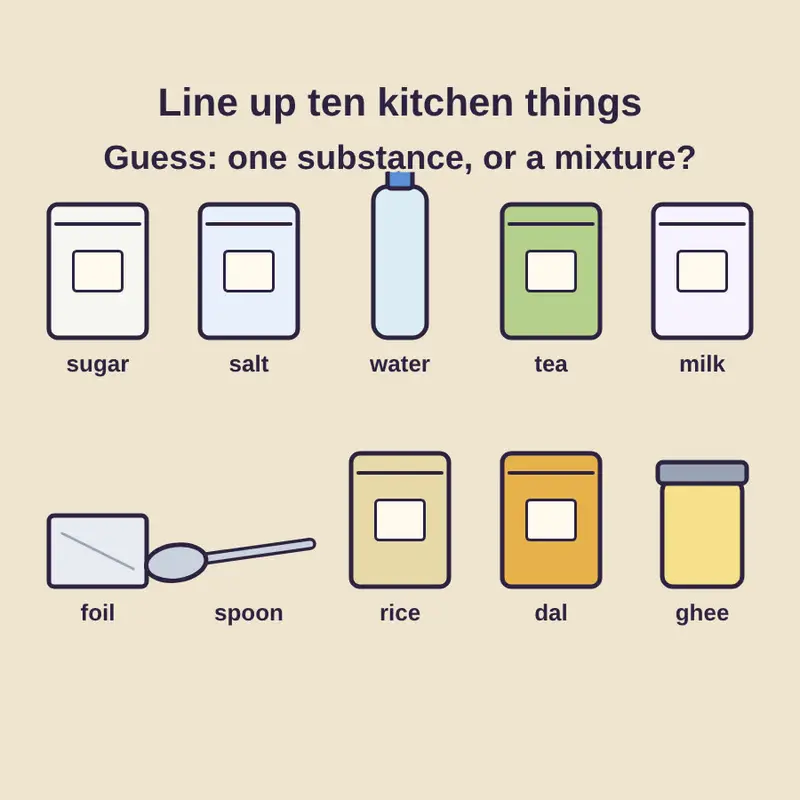 Line up ten kitchen things
Guess: one substance, or a mixture?
sugar
salt
water
tea
milk
foil
spoon
rice
dal
ghee